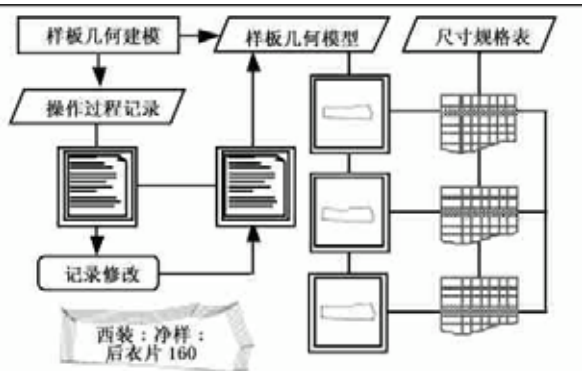 样板几何建模
样板几何模型
尺寸规格表
操作过程记录
记录修改
西装：净样：
后衣片 160